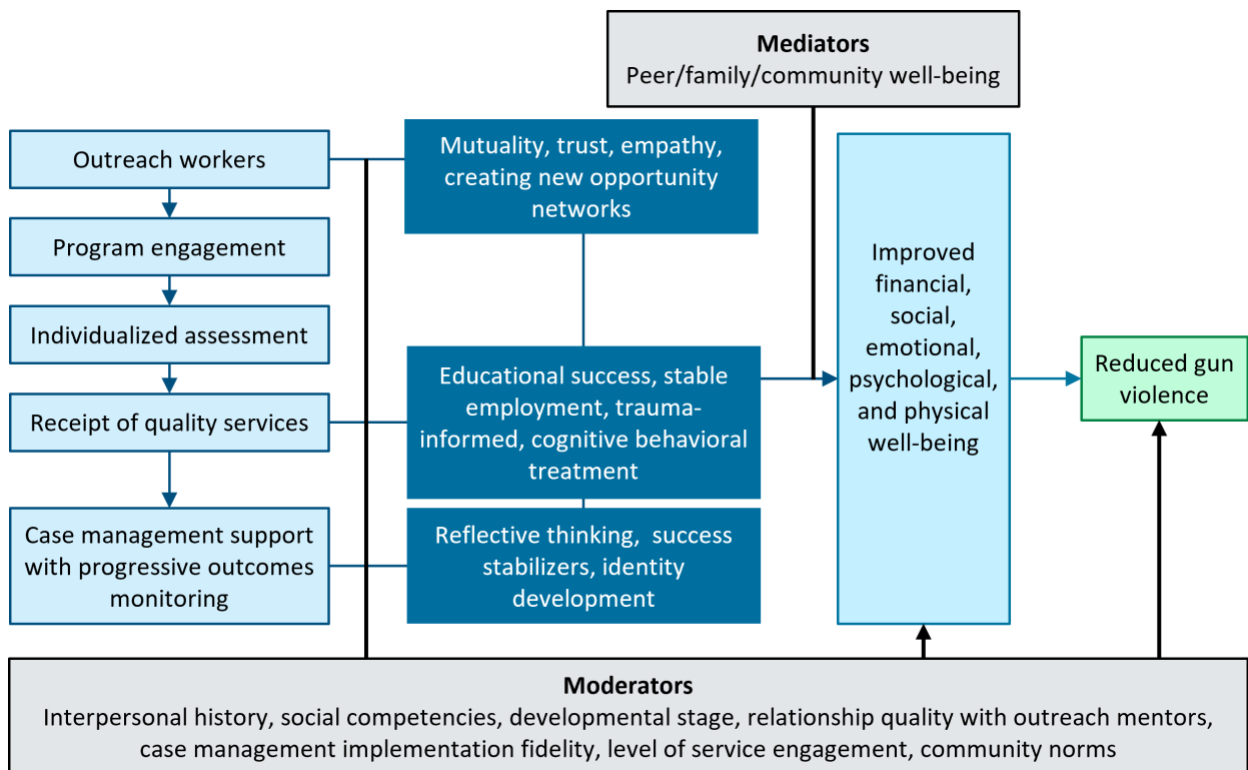 Mediators
Peer/family/community well-being
Outreach workers
Program engagement
Individualized assessment
Receipt of quality services
Case management support
with progressive outcomes
monitoring
Mutuality, trust, empathy,
creating new opportunity
networks
Educational success, stable
employment, trauma-
informed, cognitive behavioral
treatment
Reflective thinking, success
stabilizers, identity
development
Improved
financial,
social,
emotional,
psychological,
and physical
well-being
Reduced gun
violence
Moderators
Interpersonal history, social competencies, developmental stage, relationship quality with outreach mentors,
case management implementation fidelity, level of service engagement, community norms